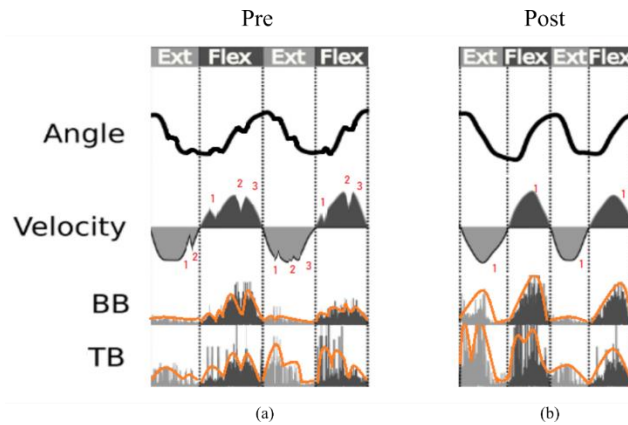 Pre Post
Ext Flex Ext Flex Ext Flex Ext Flex
Angle
1 2 3 1 2 3 1 1
Velocity
1 2 1 2 3 1 1
BB
TB
(a) (b)